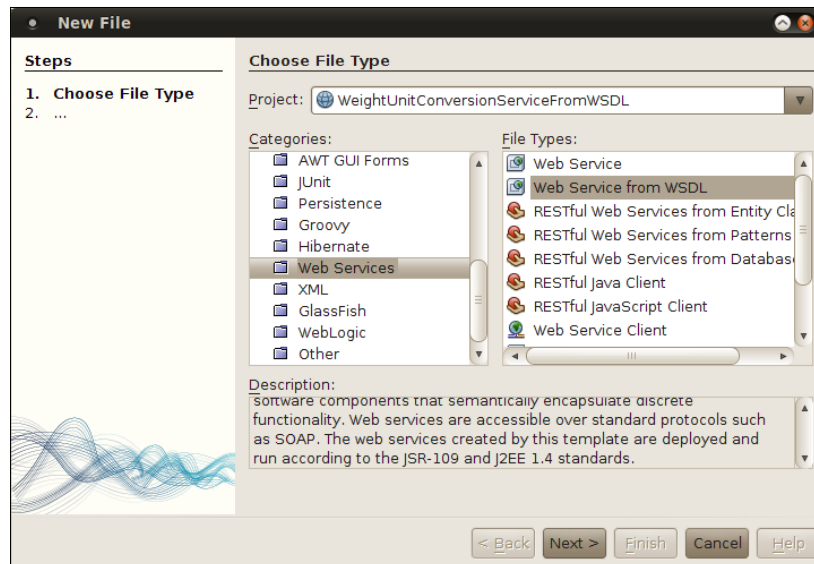 New File
Steps
1. Choose File Type
2. ...
Choose File Type
Project: WeightUnitConversionServiceFromWSDL
Categories:
AWT GUI Forms
JUnit
Persistence
Groovy
Hibernate
Web Services
XML
GlassFish
WebLogic
Other
File Types:
Web Service
Web Service from WSDL
RESTful Web Services from Entity Cla
RESTful Web Services from Patterns
RESTful Web Services from Databas
RESTful Java Client
RESTful JavaScript Client
Web Service Client
Description:
software components that semantically encapsulate discrete
functionality. Web services are accessible over standard protocols such
as SOAP. The web services created by this template are deployed and
run according to the JSR-109 and J2EE 1.4 standards.
< Back Next > Finish Cancel Help